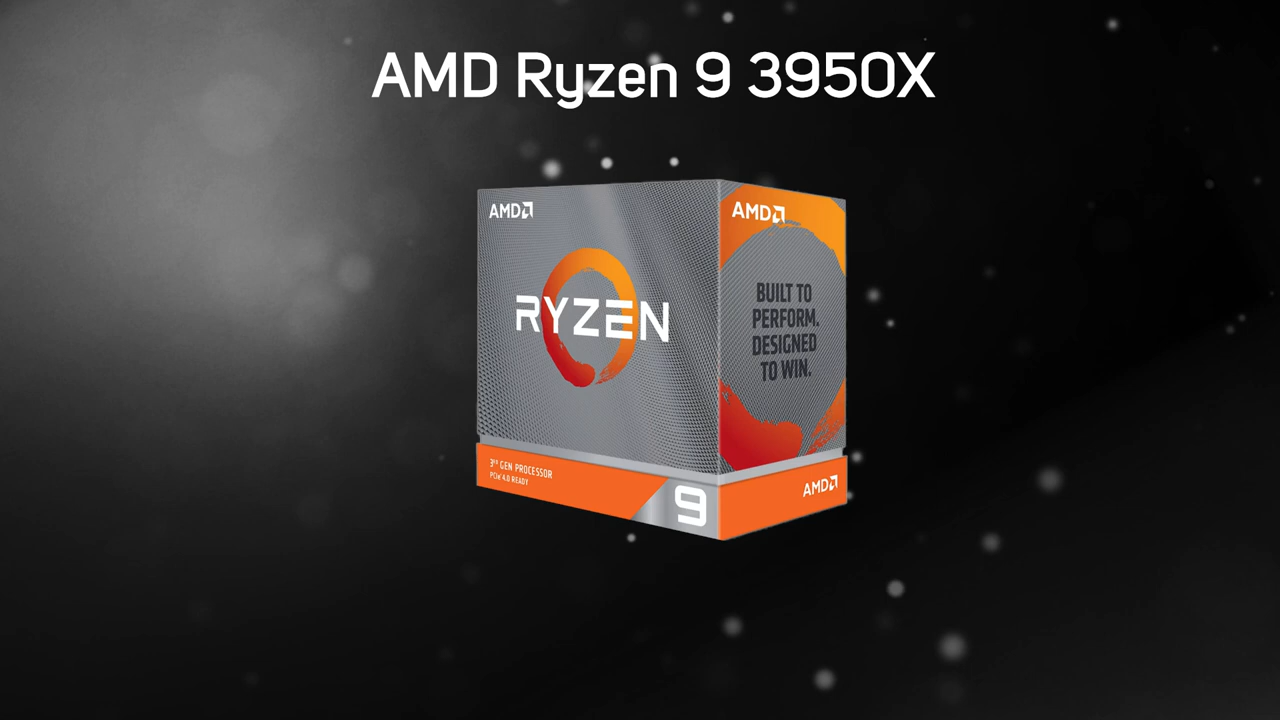 AMD Ryzen 9 3950X
AMD
RYZEN
3RD GEN PROCESSOR
PCIe® 4.0 READY
9
AMD
BUILT TO
PERFORM.
DESIGNED
TO WIN.
AMD